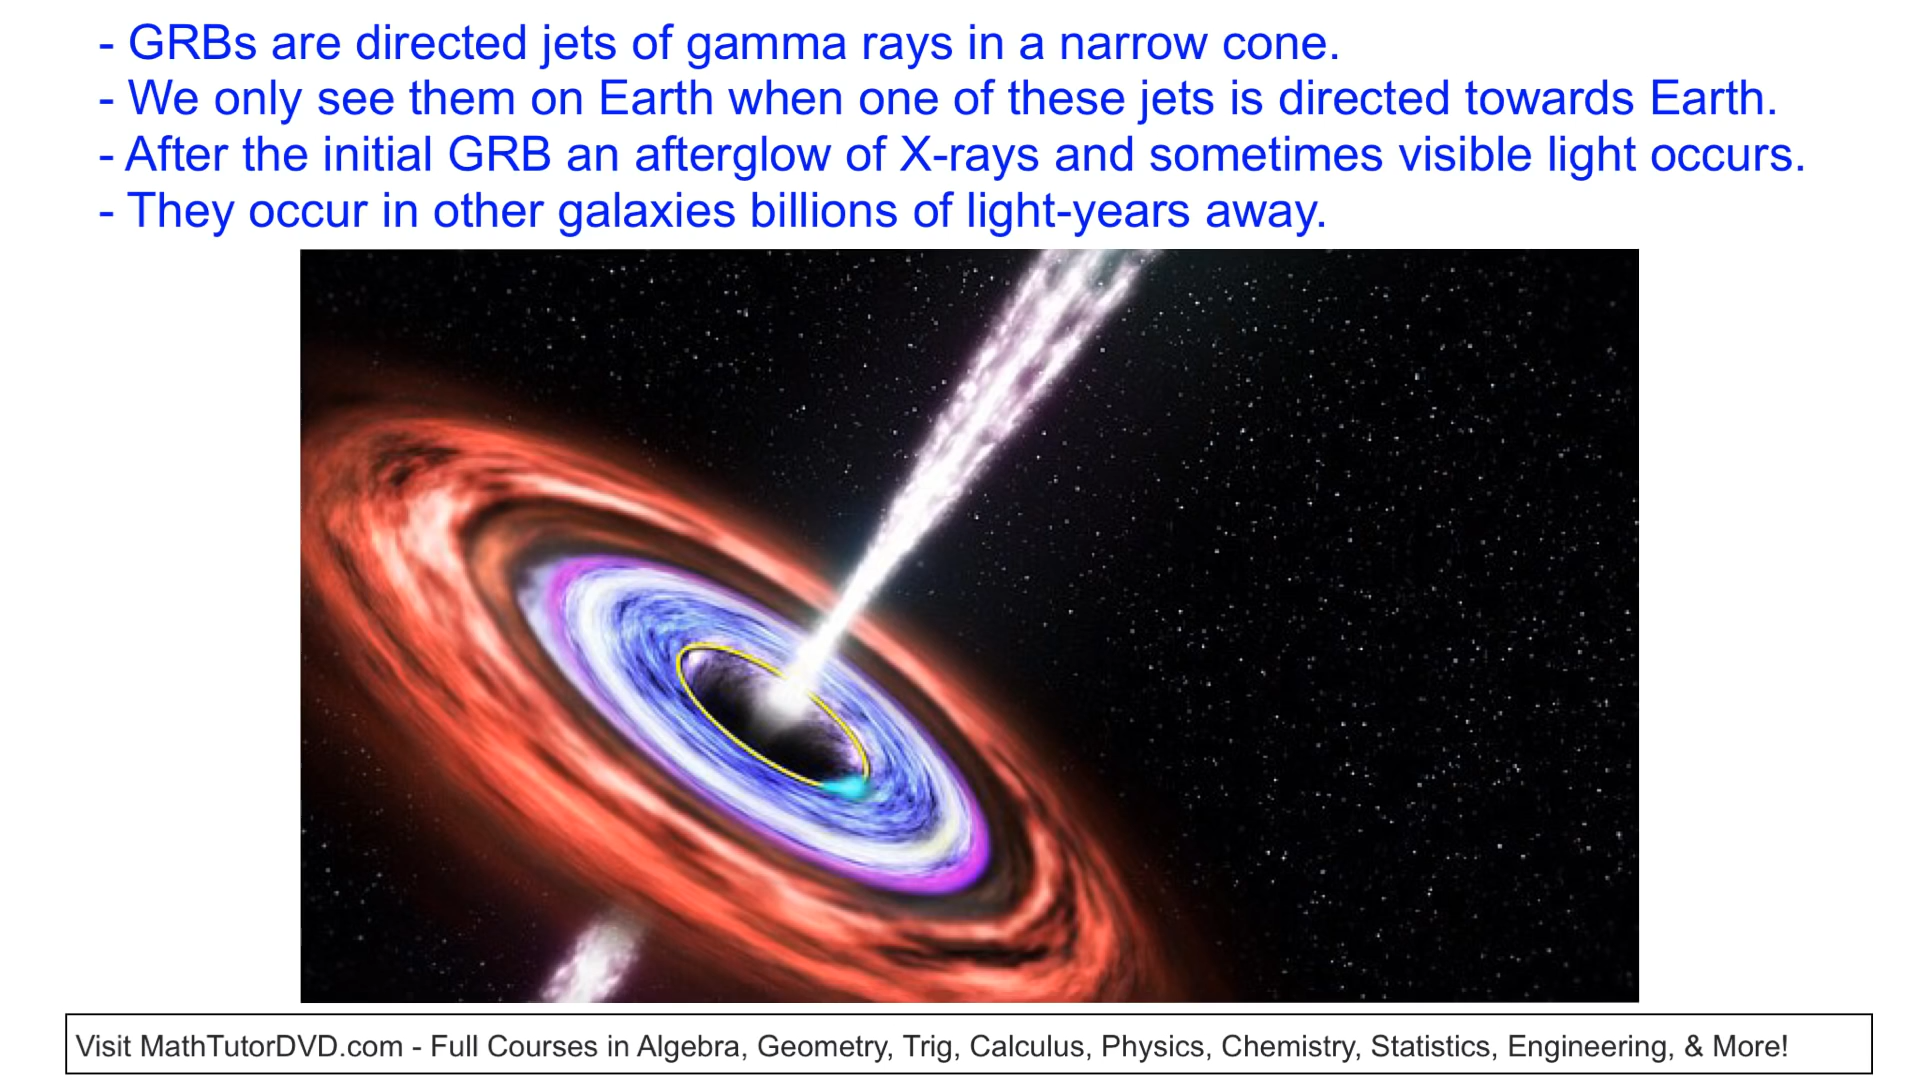 - GRBs are directed jets of gamma rays in a narrow cone.
- We only see them on Earth when one of these jets is directed towards Earth.
- After the initial GRB an afterglow of X-rays and sometimes visible light occurs.
- They occur in other galaxies billions of light-years away.
Visit MathTutorDVD.com - Full Courses in Algebra, Geometry, Trig, Calculus, Physics, Chemistry, Statistics, Engineering, & More!